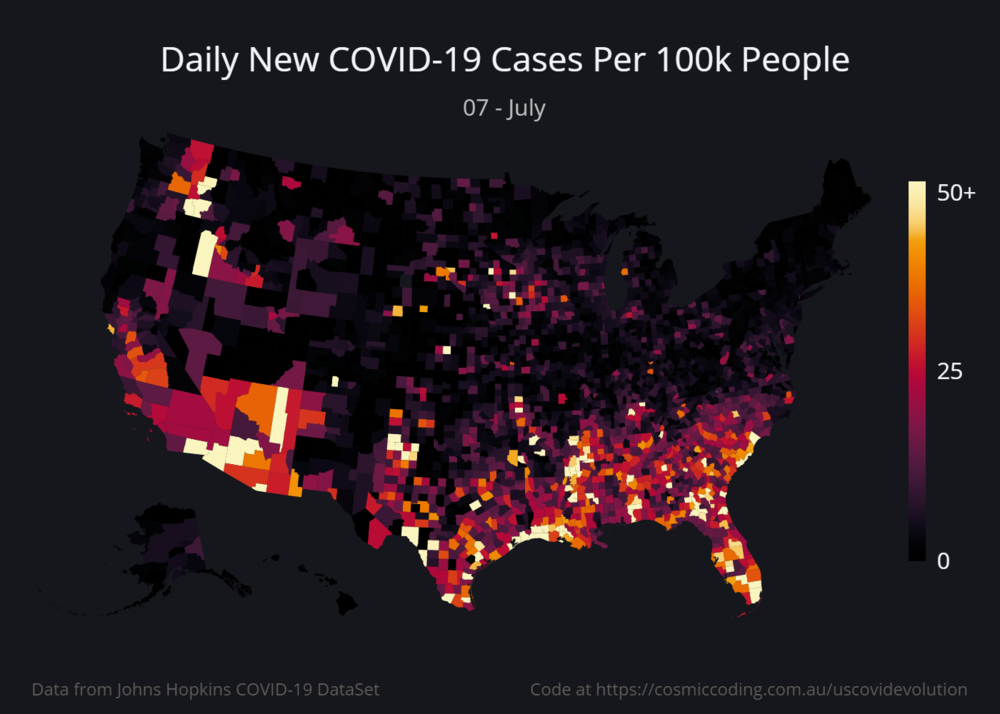 Daily New COVID-19 Cases Per 100k People
07 - July
50+
25
0
Data from Johns Hopkins COVID-19 DataSet
Code at https://cosmiccoding.com.au/uscovidevolution